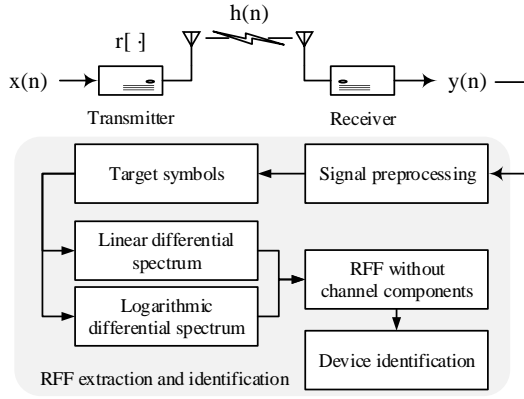 h(n)
r[ · ]
x(n)
y(n)
Transmitter
Receiver
Target symbols
Signal preprocessing
Linear differential
spectrum
Logarithmic
differential spectrum
RFF without
channel components
Device identification
RFF extraction and identification